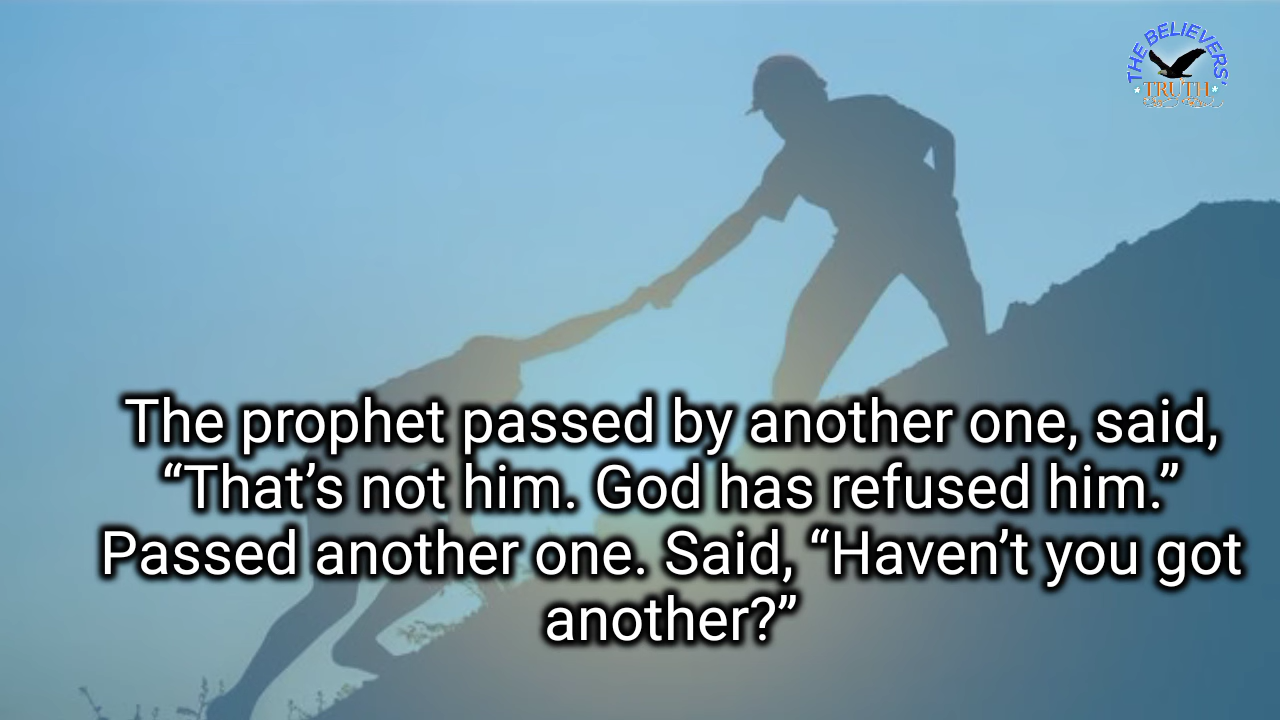 THE BELIEVERS'
TRUTH
The prophet passed by another one, said,
“That’s not him. God has refused him.”
Passed another one. Said, “Haven’t you got
another?”